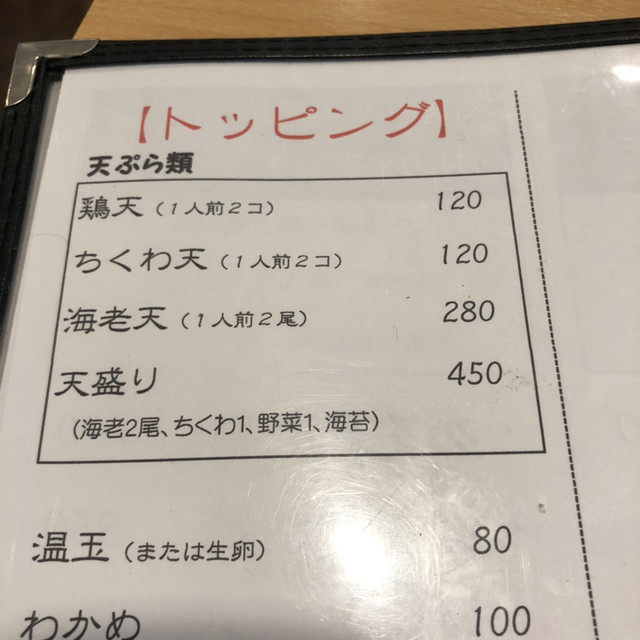 【トッピング】
天ぷら類
鶏天（1人前2コ） 120
ちくわ天（1人前2コ） 120
海老天（1人前2尾） 280
天盛り 450
（海老2尾、ちくわ1、野菜1、海苔）
温玉（または生卵） 80
わかめ 100